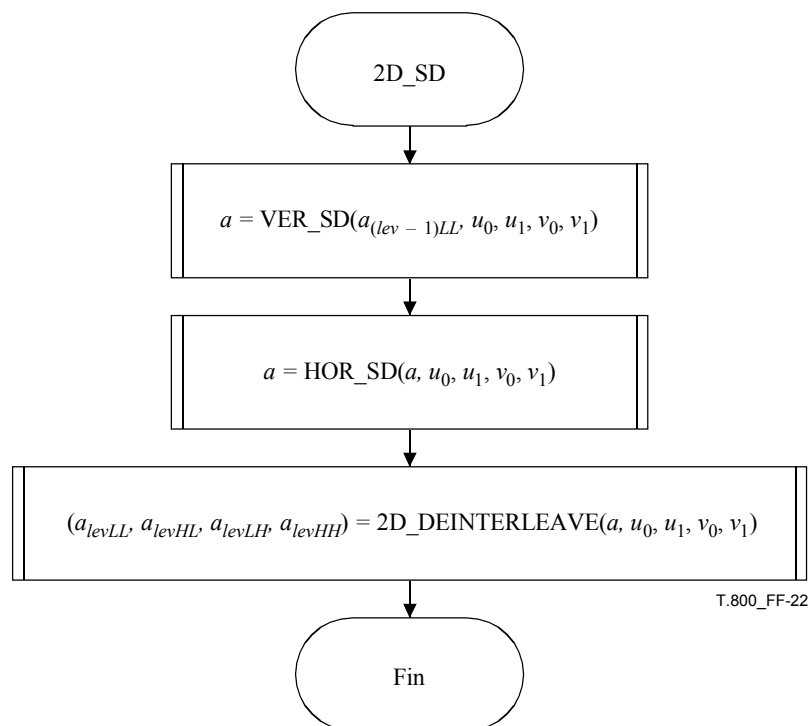 2D_SD
a = VER_SD(a(lev – 1)LL, u0, u1, v0, v1)
a = HOR_SD(a, u0, u1, v0, v1)
(alevLL, alevHL, alevLH, alevHH) = 2D_DEINTERLEAVE(a, u0, u1, v0, v1)
T.800_FF-22
Fin